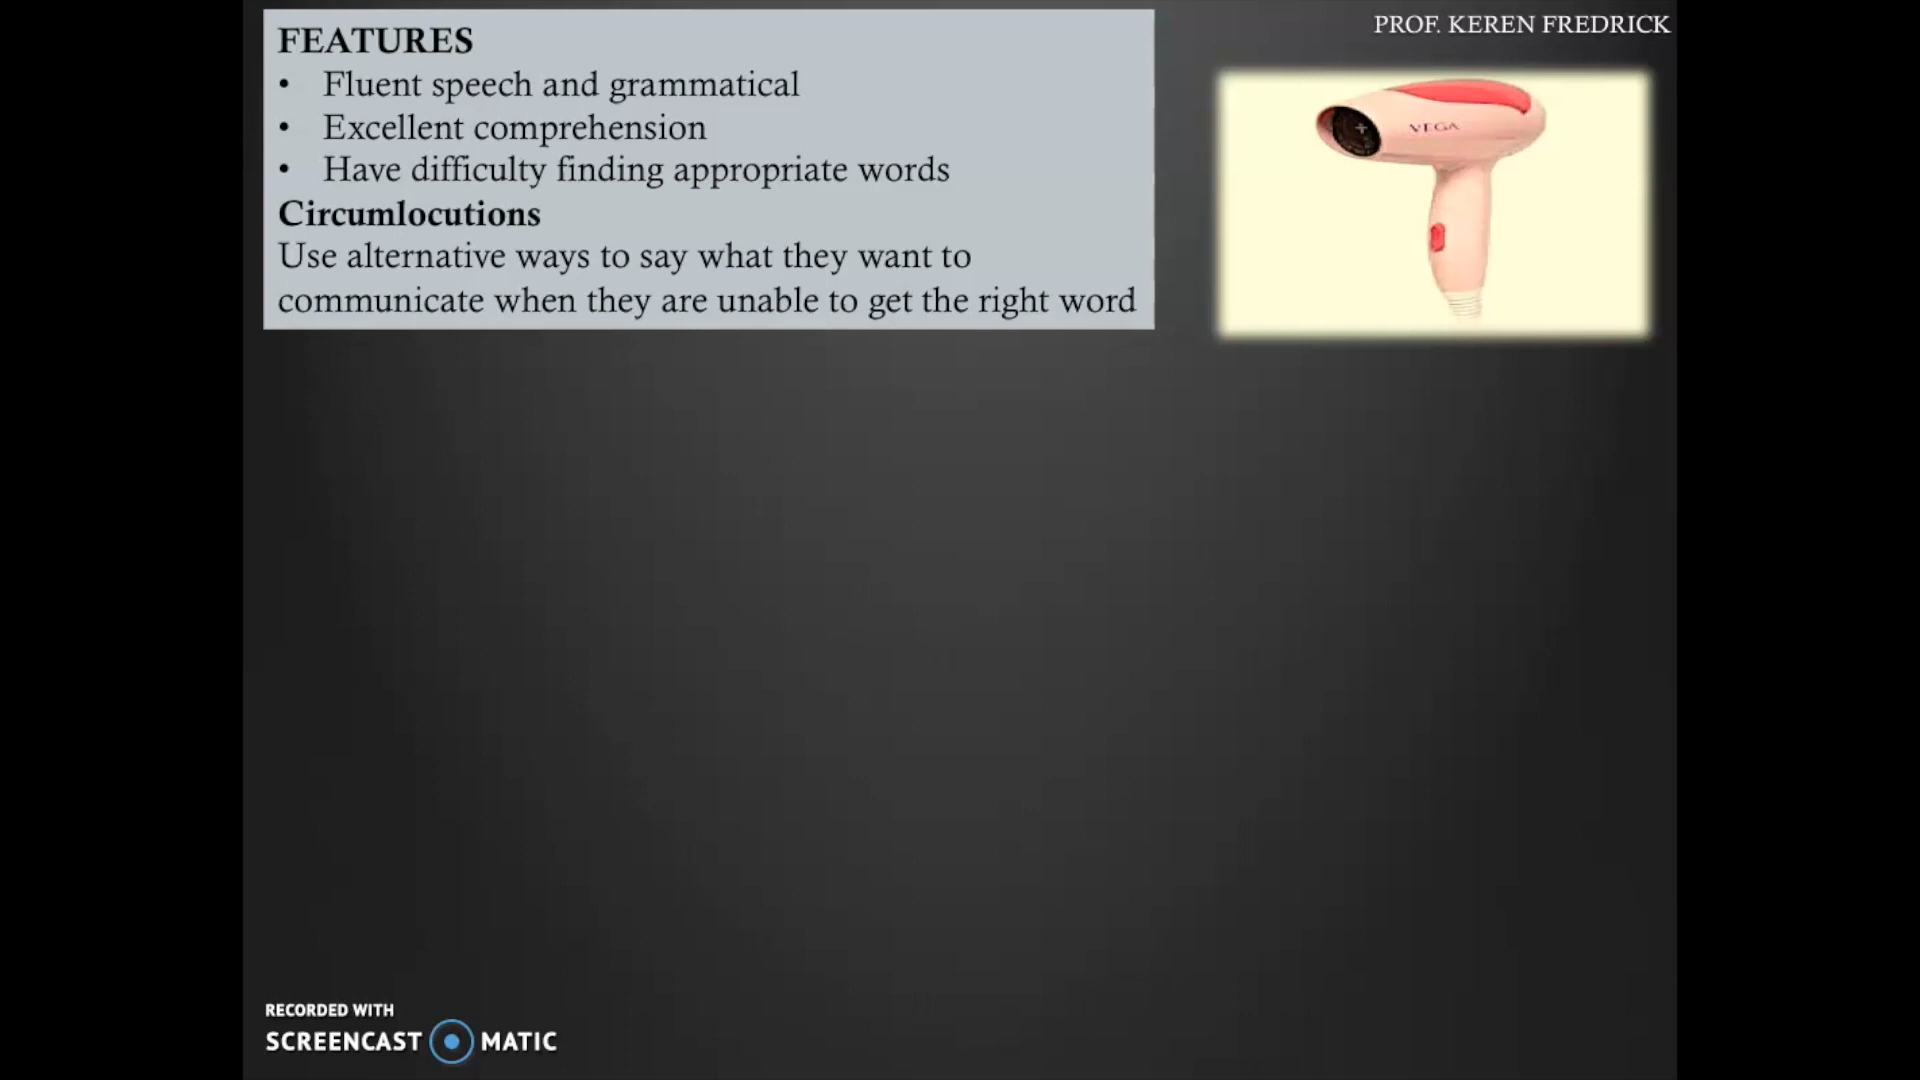 PROF. KEREN FREDRICK
FEATURES
• Fluent speech and grammatical
• Excellent comprehension
• Have difficulty finding appropriate words
Circumlocutions
Use alternative ways to say what they want to
communicate when they are unable to get the right word
VEGA
RECORDED WITH
SCREENCAST MATIC